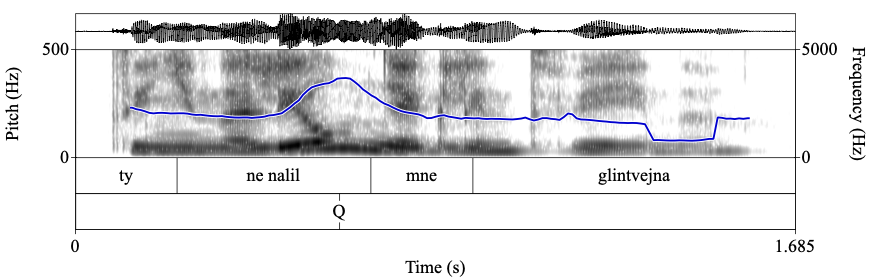 500 5000
Pitch (Hz)
Frequency (Hz)
0 0
ty ne nalil mne glintvejna
Q
0 1.685
Time (s)